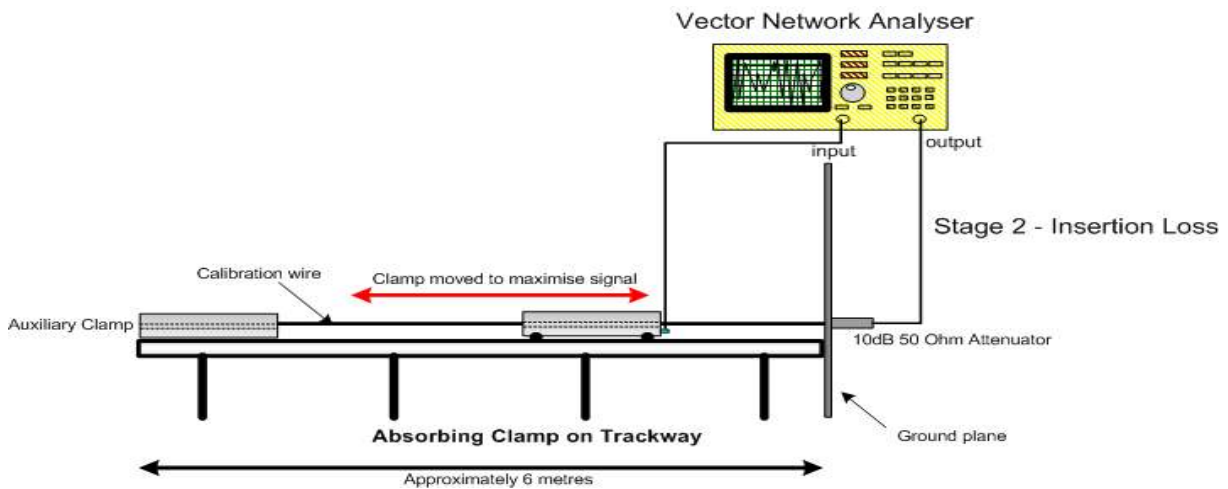 Vector Network Analyser
input
output
Stage 2 - Insertion Loss
Calibration wire
Clamp moved to maximise signal
Auxiliary Clamp
10dB 50 Ohm Attenuator
Absorbing Clamp on Trackway
Ground plane
Approximately 6 metres